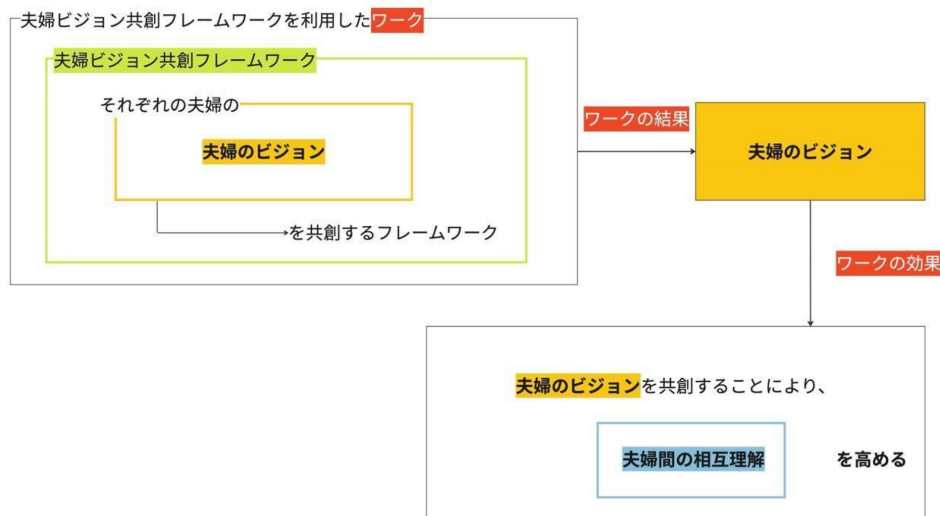 夫婦ビジョン共創フレームワークを利用したワーク
夫婦ビジョン共創フレームワーク
それぞれの夫婦の
夫婦のビジョン
を共創するフレームワーク
ワークの結果
夫婦のビジョン
ワークの効果
夫婦のビジョンを共創することにより、
夫婦間の相互理解 を高める